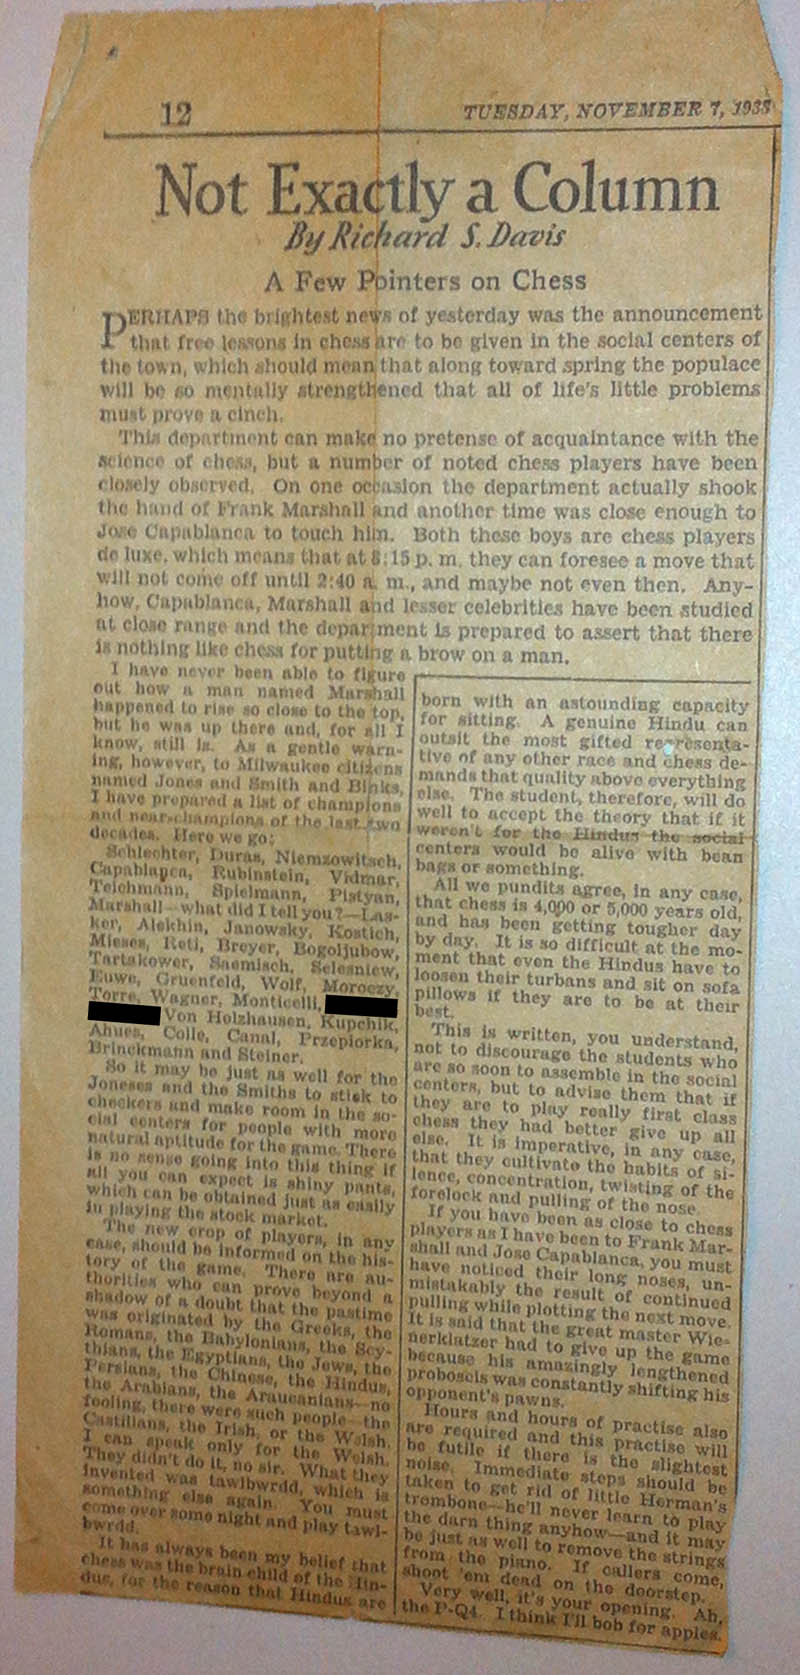 12
TUESDAY, NOVEMBER 7, 1933
Not Exactly a Column
By Richard S. Davis
A Few Pointers on Chess
PERHAPS the brightest news of yesterday was the announcement
that free lessons in chess are to be given in the social centers of
the town, which should mean that along toward spring the populace
will be so mentally strengthened that all of life's little problems
must prove a cinch.
This department can make no pretense of acquaintance with the
science of chess, but a number of noted chess players have been
closely observed. On one occasion the department actually shook
the hand of Frank Marshall and another time was close enough to
Jose Capablanca to touch him. Both these boys are chess players
de luxe, which means that at 8:15 p. m. they can foresee a move that
will not come off until 2:40 a. m., and maybe not even then. Any-
how, Capablanca, Marshall and lesser celebrities have been studied
at close range and the department is prepared to assert that there
is nothing like chess for putting a brow on a man.
I have never been able to figure
out how a man named Marshall
happened to rise so close to the top,
but he was up there and, for all I
know, still is. As a gentle warn-
ing, however, to Milwaukee citizens
named Jones and Smith and Binks,
I have prepared a list of champions
and near-champions of the last two
decades. Here we go:
Schlechter, Duras, Niemzowitsch,
Capablanca, Rubinstein, Vidmar,
Teichmann, Spielmann, Pistyan,
Marshall—what did I tell you?—Las-
ker, Alekhin, Janowsky, Kostich,
Mieses, Reti, Breyer, Bogoljubow,
Tartakower, Saemisch, Selesniew,
Euwe, Gruenfeld, Wolf, Moroczy,
Torre, Wagner, Monticelli,
Von Holzhausen, Kupchik,
Ahues, Colle, Canal, Przepiorka,
Brinckmann and Steiner.
So it may be just as well for the
Joneses and the Smiths to stick to
checkers and make room in the so-
cial centers for people with more
natural aptitude for the game. There
is no sense going into this thing if
all you can expect is shiny pants,
which can be obtained just as easily
in playing the stock market.
The new crop of players, in any
case, should be informed on the his-
tory of the game. There are au-
thorities who can prove beyond a
shadow of a doubt that the pastime
was originated by the Greeks, the
Romans, the Babylonians, the Scy-
thians, the Egyptians, the Jews, the
Persians, the Chinese, the Hindus,
the Arabians, the Araucanians—no
fooling, there were such people—the
Castilians, the Irish, or the Welsh.
I can speak only for the Welsh.
They didn't do it, no sir. What they
invented was tawlbwrdd, which is
something else again. You must
come over some night and play tawl-
bwrdd.
It has always been my belief that
chess was the brain child of the Hin-
dus, for the reason that Hindus are
born with an astounding capacity
for sitting. A genuine Hindu can
outsit the most gifted representa-
tive of any other race and chess de-
mands that quality above everything
else. The student, therefore, will do
well to accept the theory that if it
weren't for the Hindus the social
centers would be alive with bean
bags or something.
All we pundits agree, in any case,
that chess is 4,000 or 5,000 years old,
and has been getting tougher day
by day. It is so difficult at the mo-
ment that even the Hindus have to
loosen their turbans and sit on sofa
pillows if they are to be at their
best.
This is written, you understand,
not to discourage the students who
are so soon to assemble in the social
centers, but to advise them that if
they are to play really first class
chess they had better give up all
else. It is imperative, in any case,
that they cultivate the habits of si-
lence, concentration, twisting of the
forelock and pulling of the nose.
If you have been as close to chess
players as I have been to Frank Mar-
shall and Jose Capablanca, you must
have noticed their long noses, un-
mistakably the result of continued
pulling while plotting the next move.
It is said that the great master Wie-
nerklatzer had to give up the game
because his amazingly lengthened
proboscis was constantly shifting his
opponent's pawns.
Hours and hours of practise also
are required and this practise will
be futile if there is the slightest
noise. Immediate steps should be
taken to get rid of little Herman's
trombone—he'll never learn to play
the darn thing anyhow—and it may
be just as well to remove the strings
from the piano. If callers come,
shoot 'em dead on the doorstep.
Very well, it's your opening. Ah,
the P-Q4. I think I'll bob for apples.